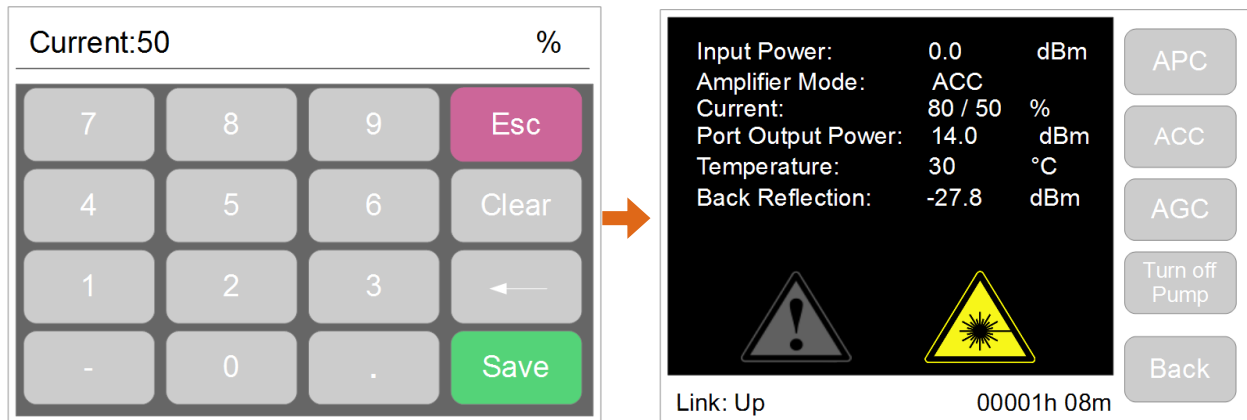 Current:50 %
7 8 9 Esc
4 5 6 Clear
1 2 3
- 0 . Save
Input Power: 0.0 dBm
Amplifier Mode: ACC
Current: 80 / 50 %
Port Output Power: 14.0 dBm
Temperature: 30 °C
Back Reflection: -27.8 dBm
Link: Up 00001h 08m
APC
ACC
AGC
Turn off
Pump
Back